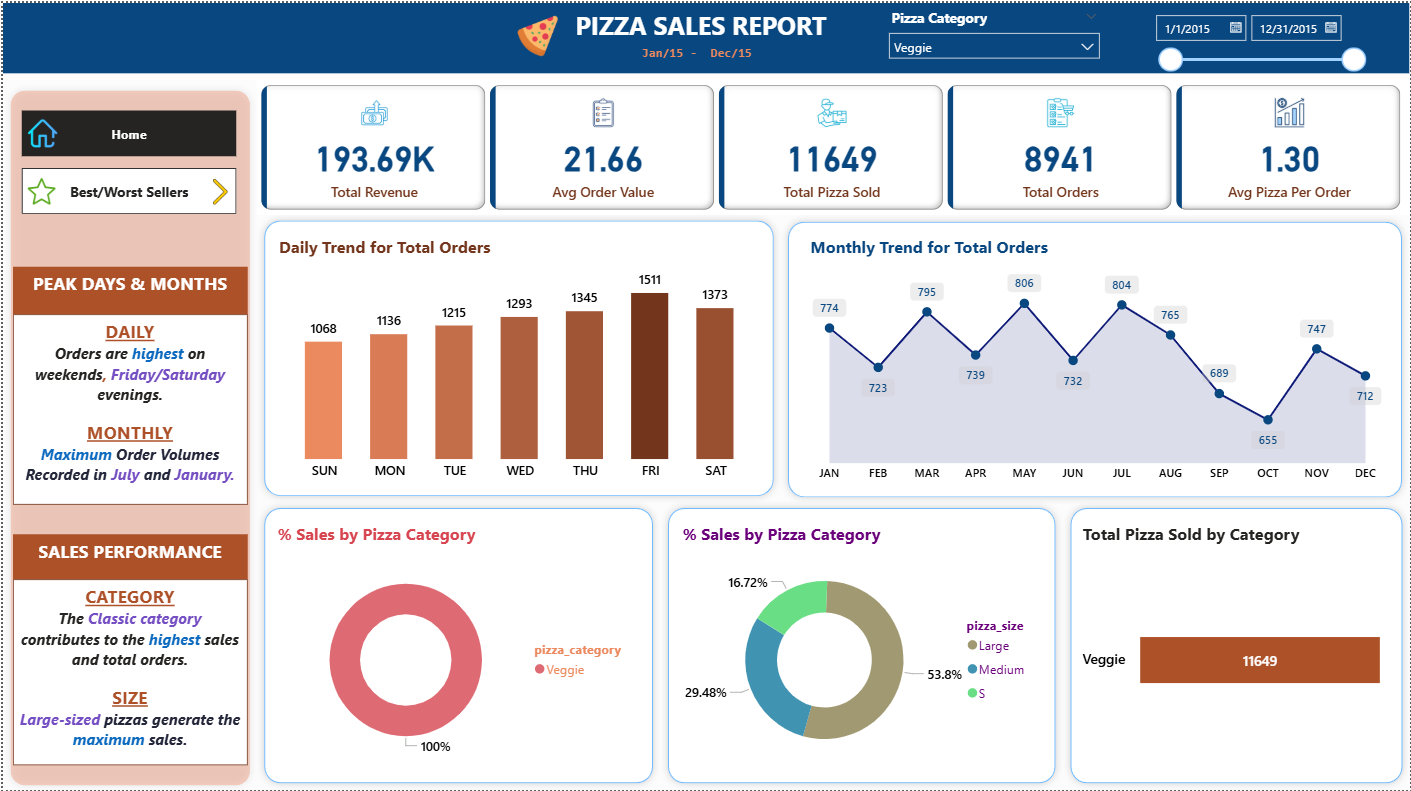 PIZZA SALES REPORT
Jan/15 - Dec/15
Pizza Category
Veggie
1/1/2015
12/31/2015
Home
Best/Worst Sellers
PEAK DAYS & MONTHS
DAILY
Orders are highest on
weekends, Friday/Saturday
evenings.
MONTHLY
Maximum Order Volumes
Recorded in July and January.
SALES PERFORMANCE
CATEGORY
The Classic category
contributes to the highest sales
and total orders.
SIZE
Large-sized pizzas generate the
maximum sales.
193.69K
Total Revenue
21.66
Avg Order Value
11649
Total Pizza Sold
8941
Total Orders
1.30
Avg Pizza Per Order
Daily Trend for Total Orders
1068
1136
1215
1293
1345
1511
1373
SUN
MON
TUE
WED
THU
FRI
SAT
Monthly Trend for Total Orders
774
723
795
739
806
732
804
765
689
655
747
712
JAN
FEB
MAR
APR
MAY
JUN
JUL
AUG
SEP
OCT
NOV
DEC
% Sales by Pizza Category
100%
pizza_category
Veggie
% Sales by Pizza Category
16.72%
29.48%
53.8%
pizza_size
Large
Medium
S
Total Pizza Sold by Category
Veggie
11649